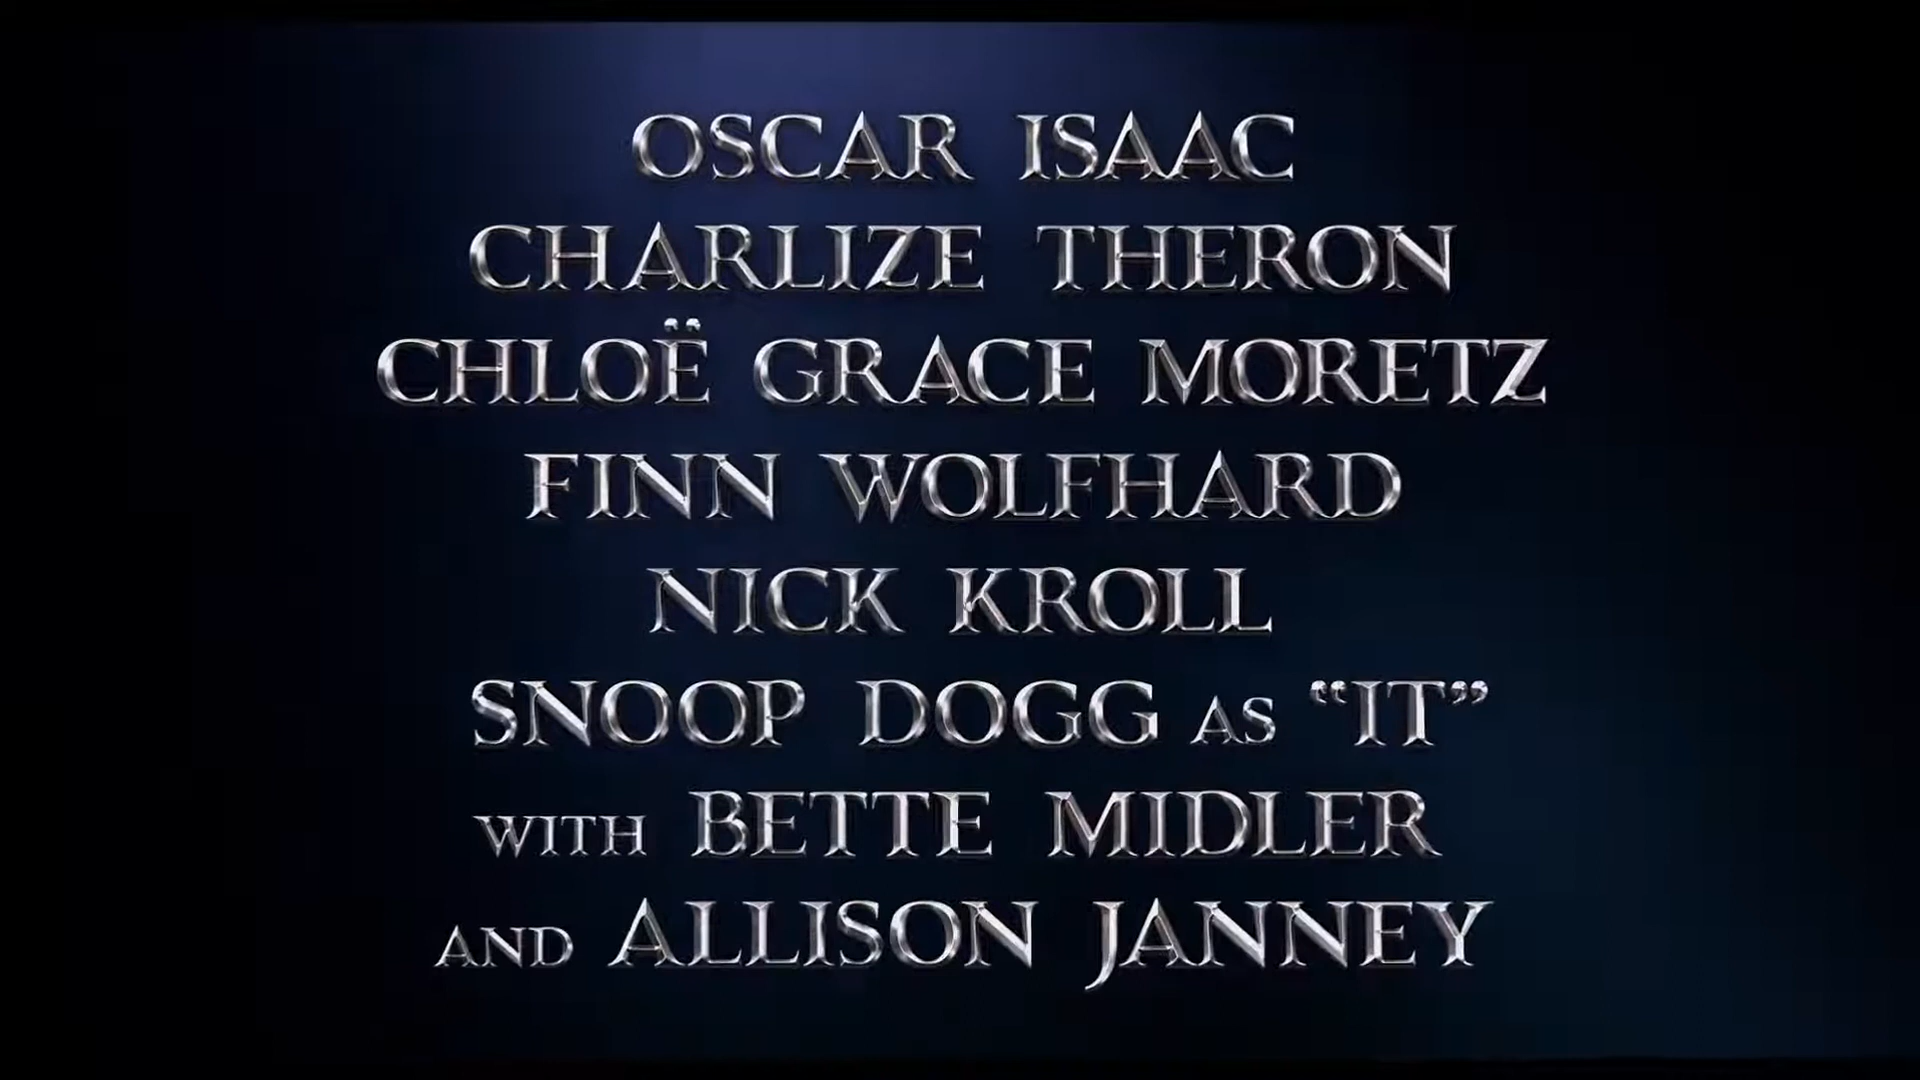 OSCAR ISAAC
CHARLIZE THERON
CHLOË GRACE MORETZ
FINN WOLFHARD
NICK KROLL
SNOOP DOGG AS “IT”
WITH BETTE MIDLER
AND ALLISON JANNEY